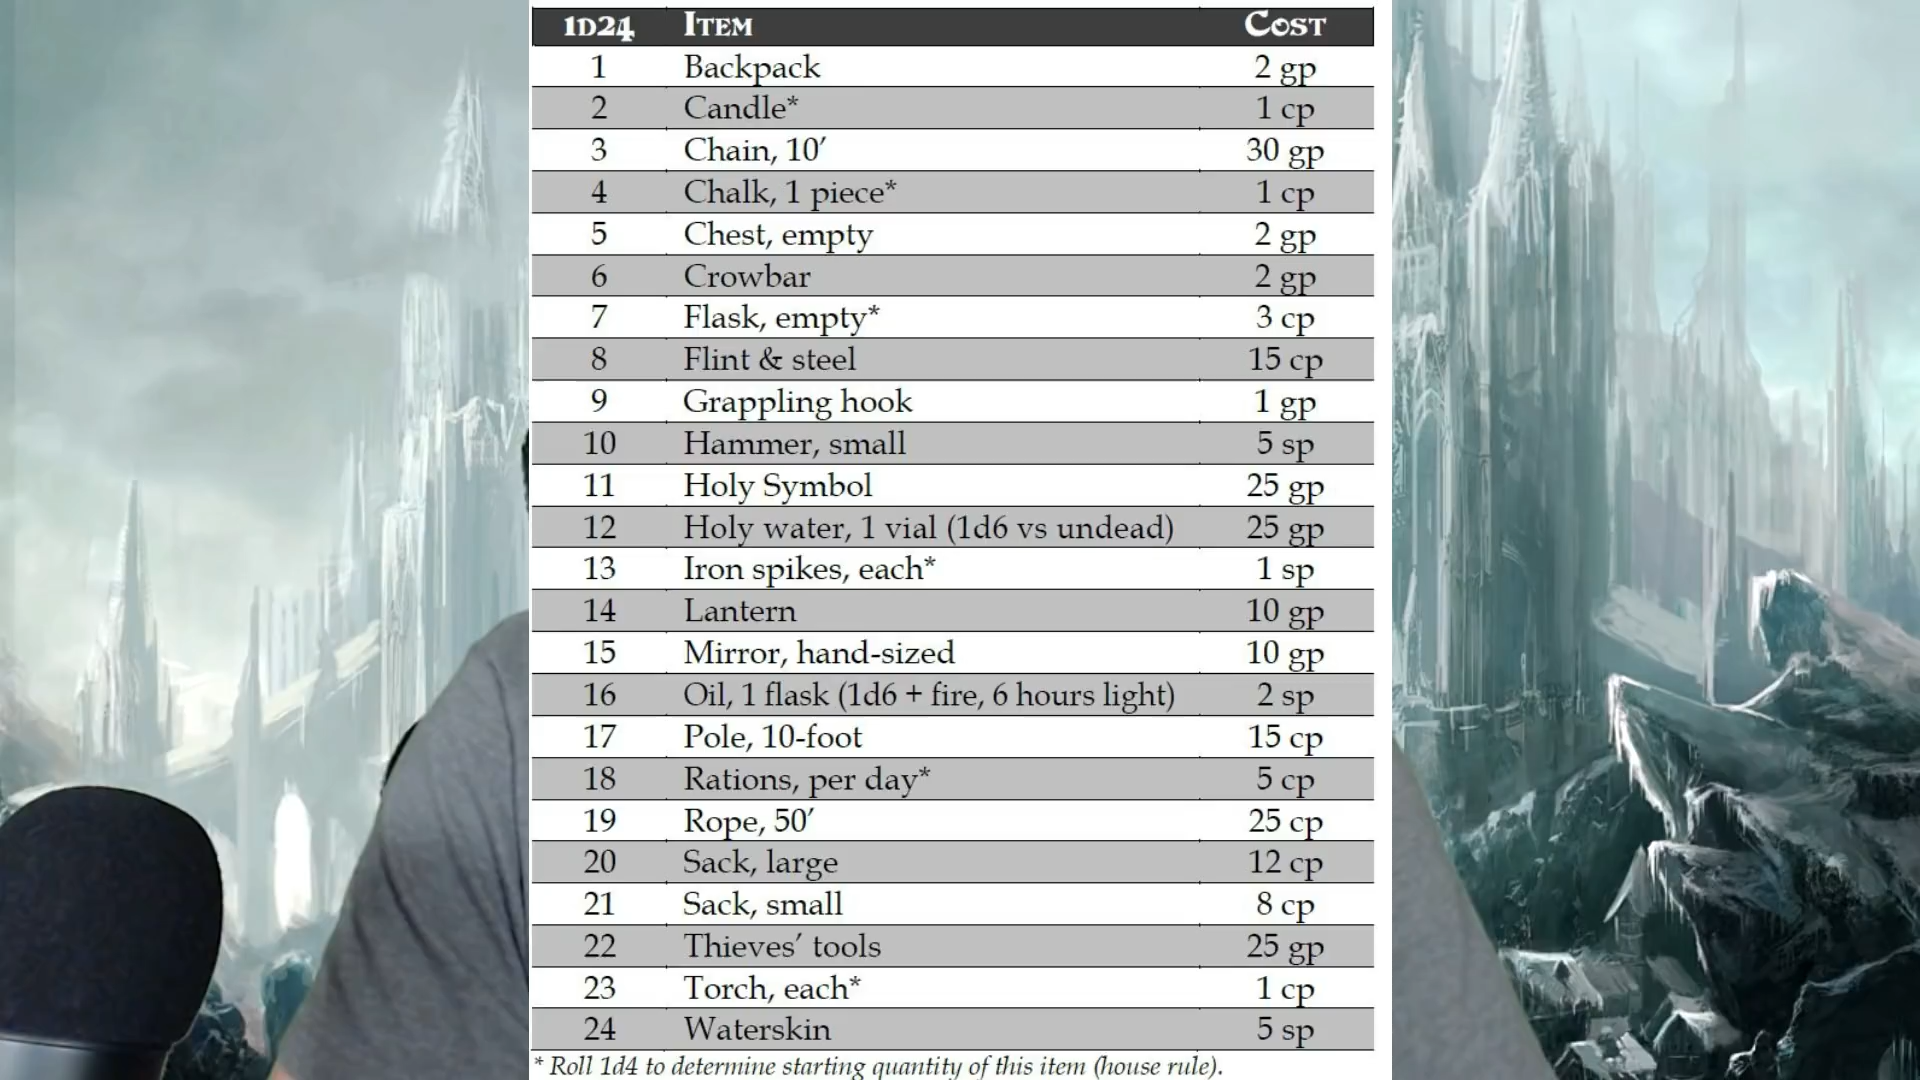 1D24 ITEM COST
1 Backpack 2 gp
2 Candle* 1 cp
3 Chain, 10′ 30 gp
4 Chalk, 1 piece* 1 cp
5 Chest, empty 2 gp
6 Crowbar 2 gp
7 Flask, empty* 3 cp
8 Flint & steel 15 cp
9 Grappling hook 1 gp
10 Hammer, small 5 sp
11 Holy Symbol 25 gp
12 Holy water, 1 vial (1d6 vs undead) 25 gp
13 Iron spikes, each* 1 sp
14 Lantern 10 gp
15 Mirror, hand-sized 10 gp
16 Oil, 1 flask (1d6 + fire, 6 hours light) 2 sp
17 Pole, 10-foot 15 cp
18 Rations, per day* 5 cp
19 Rope, 50′ 25 cp
20 Sack, large 12 cp
21 Sack, small 8 cp
22 Thieves’ tools 25 gp
23 Torch, each* 1 cp
24 Waterskin 5 sp
* Roll 1d4 to determine starting quantity of this item (house rule).